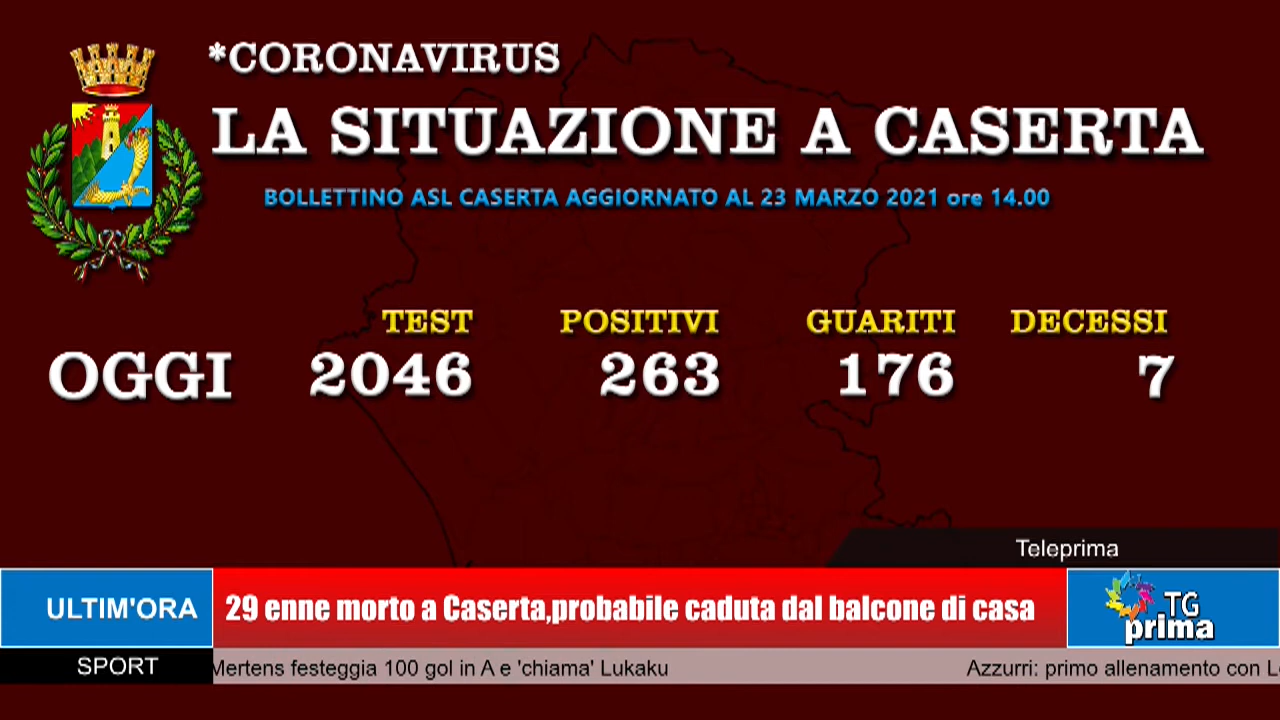 *CORONAVIRUS
LA SITUAZIONE A CASERTA
BOLLETTINO ASL CASERTA AGGIORNATO AL 23 MARZO 2021 ore 14.00
TEST POSITIVI GUARITI DECESSI
OGGI 2046 263 176 7
Teleprima
ULTIM'ORA 29 enne morto a Caserta,probabile caduta dal balcone di casa
TG
prima
SPORT Mertens festeggia 100 gol in A e 'chiama' Lukaku Azzurri: primo allenamento con